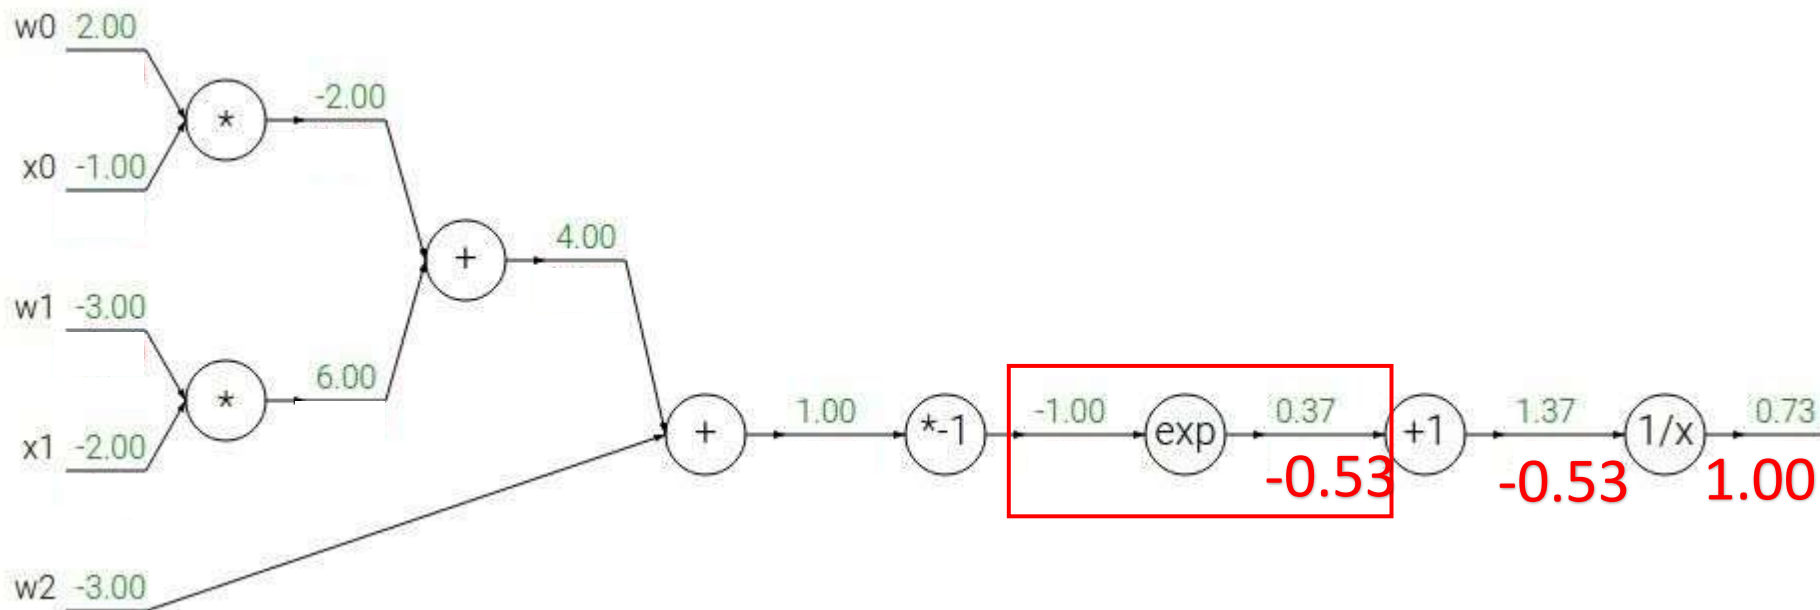 w0 2.00
-2.00
*
x0 -1.00
4.00
+
w1 -3.00
6.00
*
x1 -2.00
+ 1.00 *-1 -1.00 exp 0.37 +1 1.37 1/x 0.73
-0.53 -0.53 1.00
w2 -3.00